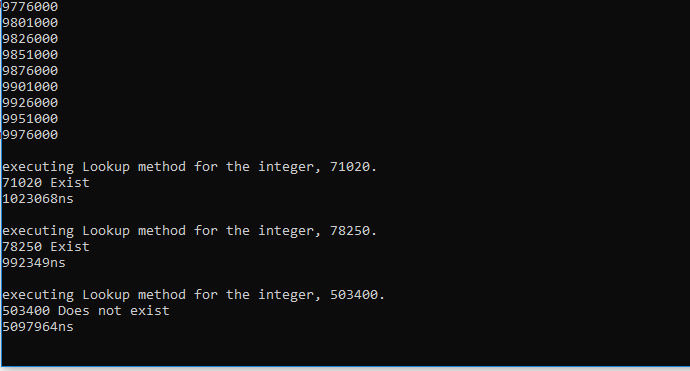 9776000
9801000
9826000
9851000
9876000
9901000
9926000
9951000
9976000
executing Lookup method for the integer, 71020.
71020 Exist
1023068ns
executing Lookup method for the integer, 78250.
78250 Exist
992349ns
executing Lookup method for the integer, 503400.
503400 Does not exist
5097964ns